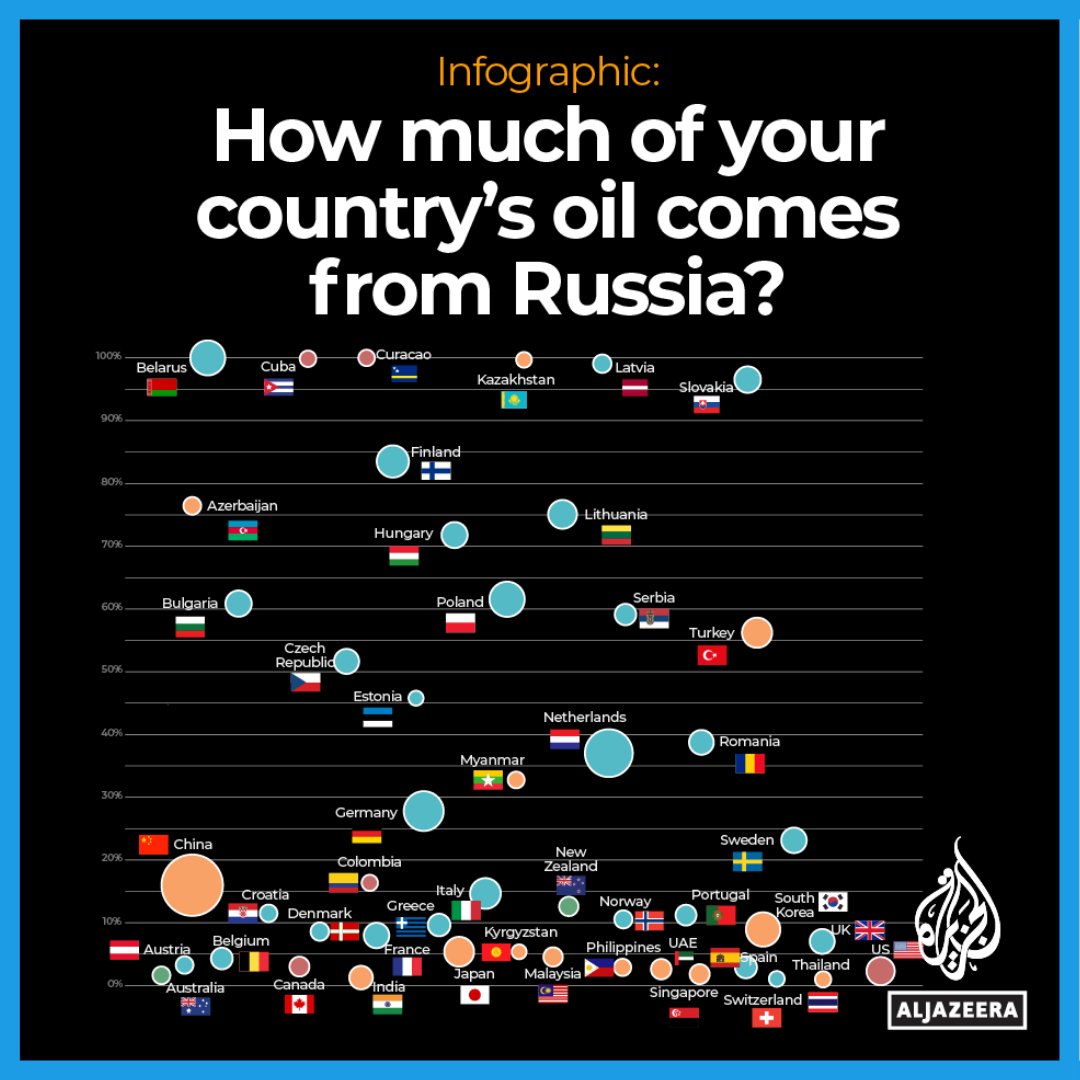 Infographic:
How much of your
country's oil comes
from Russia?
100%
Belarus
Cuba
Curacao
Kazakhstan
Latvia
Slovakia
90%
Finland
80%
Azerbaijan
Lithuania
Hungary
70%
Bulgaria
Poland
Serbia
60%
Turkey
Czech
Republic
50%
Estonia
Netherlands
40%
Romania
Myanmar
30%
Germany
China
Sweden
20%
Colombia
New
Zealand
Croatia
Italy
Portugal
South
Korea
Denmark
Greece
Norway
10%
UK
Kyrgyzstan
Austria
Belgium
France
Philippines
UAE
Spain
US
Japan
Malaysia
Thailand
0%
Australia
Canada
India
Singapore
Switzerland
الجزيرة
ALJAZEERA